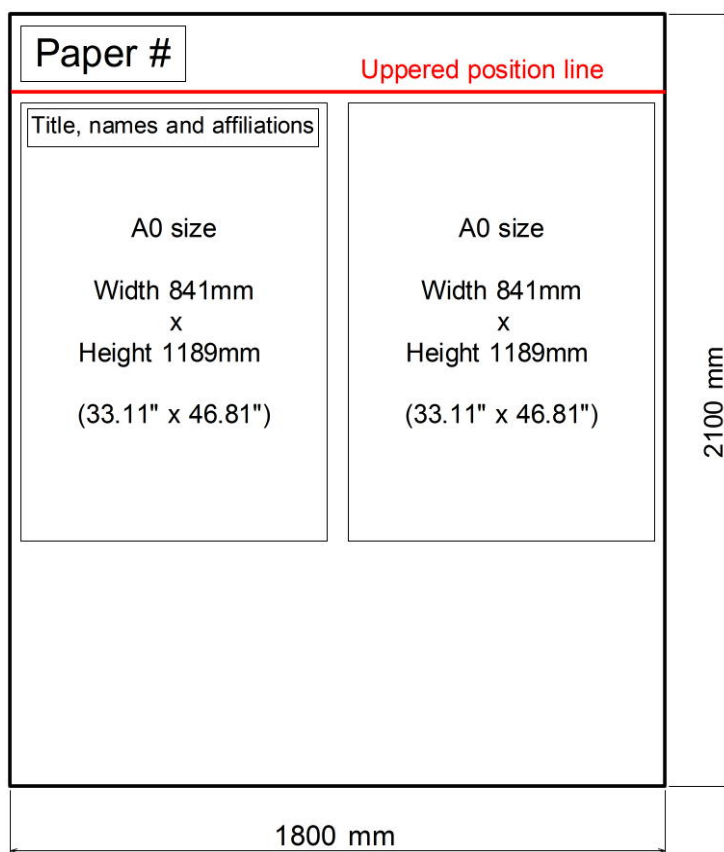 Paper #
Uppered position line
Title, names and affiliations
A0 size
Width 841mm
x
Height 1189mm
(33.11" x 46.81")
A0 size
Width 841mm
x
Height 1189mm
(33.11" x 46.81")
2100 mm
1800 mm